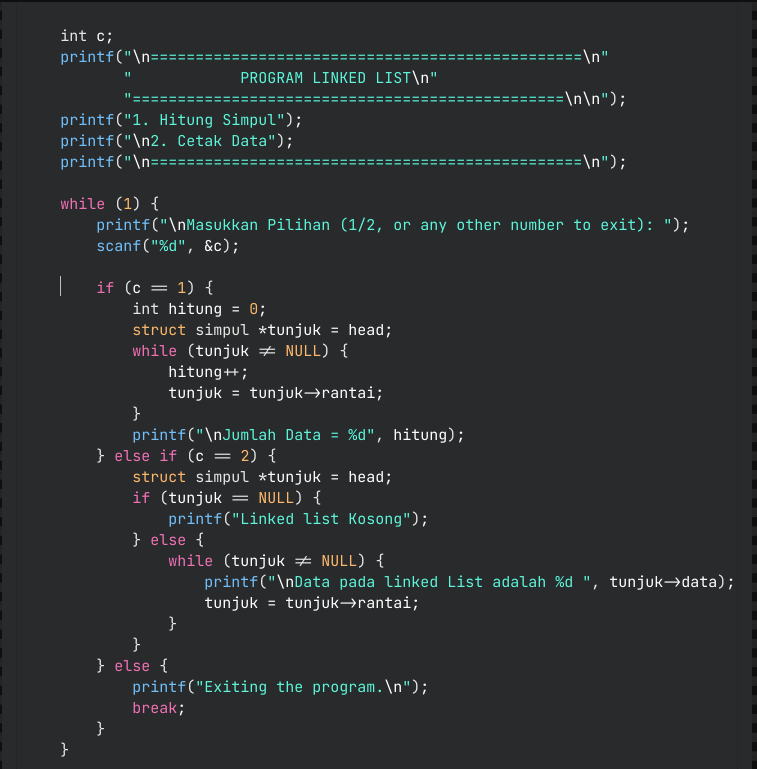 int c;
printf("\n================================================\n"
"            PROGRAM LINKED LIST\n"
"================================================\n\n");
printf("1. Hitung Simpul");
printf("\n2. Cetak Data");
printf("\n================================================\n");
while (1) {
printf("\nMasukkan Pilihan (1/2, or any other number to exit): ");
scanf("%d", &c);
if (c == 1) {
int hitung = 0;
struct simpul *tunjuk = head;
while (tunjuk != NULL) {
hitung++;
tunjuk = tunjuk->rantai;
}
printf("\nJumlah Data = %d", hitung);
} else if (c == 2) {
struct simpul *tunjuk = head;
if (tunjuk == NULL) {
printf("Linked list Kosong");
} else {
while (tunjuk != NULL) {
printf("\nData pada linked List adalah %d ", tunjuk->data);
tunjuk = tunjuk->rantai;
}
}
} else {
printf("Exiting the program.\n");
break;
}
}